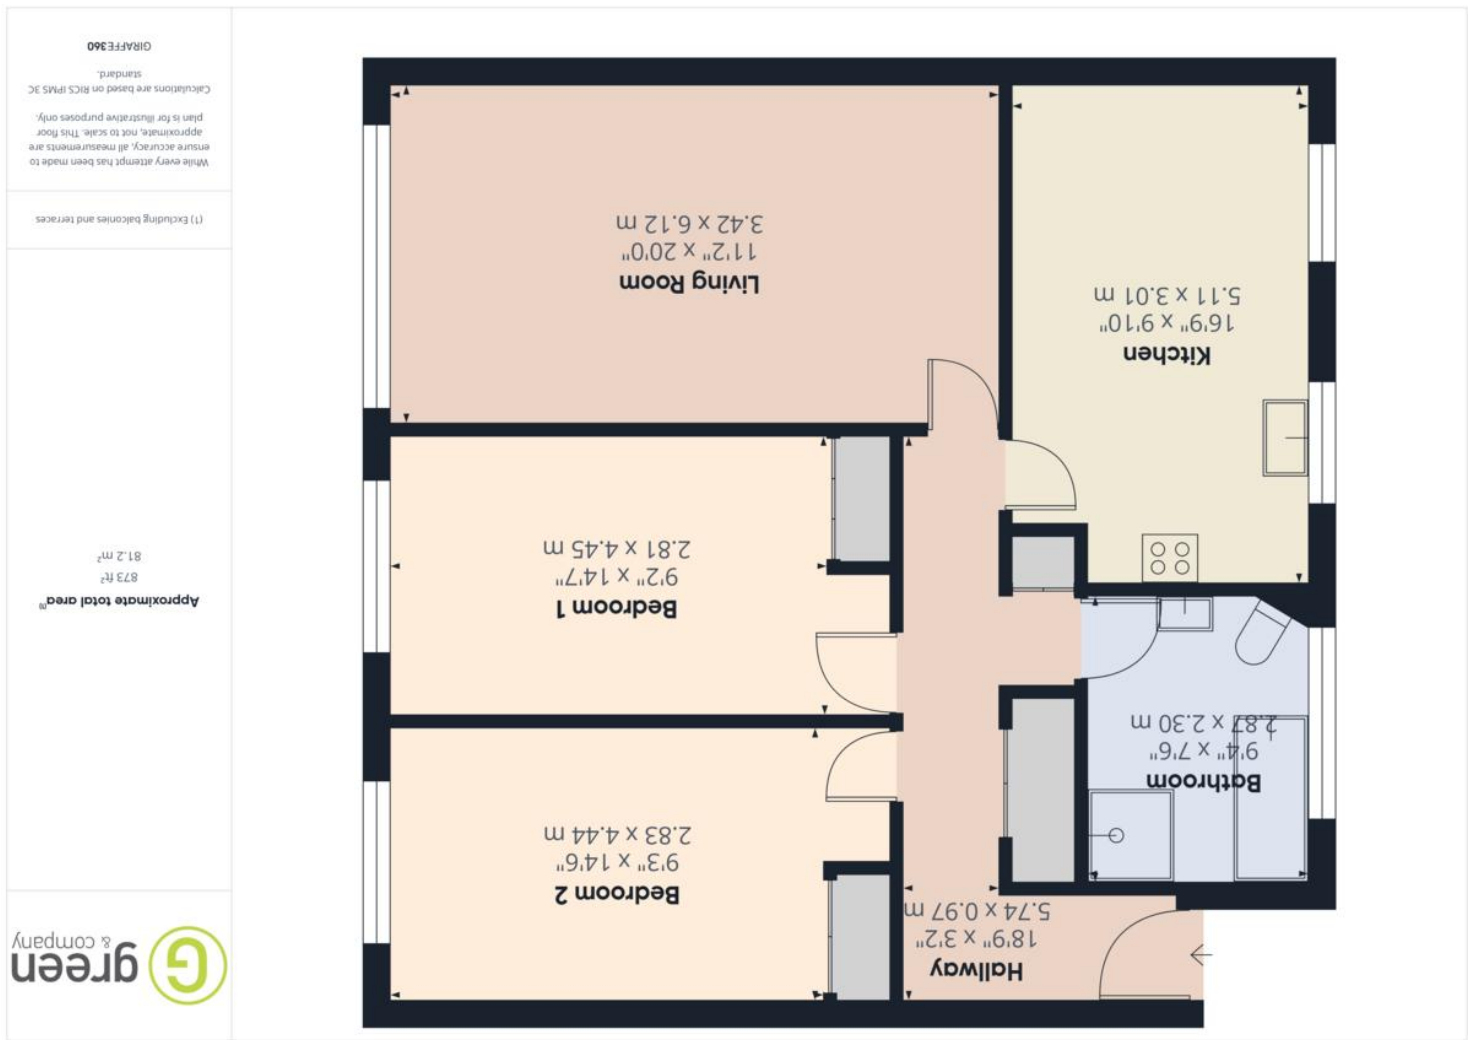 green
& company
Approximate total area⁽¹⁾
873 ft²
81.2 m²
(1) Excluding balconies and terraces
While every attempt has been made to
ensure accuracy, all measurements are
approximate, not to scale. This floor
plan is for illustrative purposes only.
Calculations are based on RICS IPMS 3C
standard.
GIRAFFE360
Hallway
18'9" x 3'2"
5.74 x 0.97 m
Bedroom 2
9'3" x 14'6"
2.83 x 4.44 m
Bathroom
9'4" x 7'6"
2.87 x 2.30 m
Bedroom 1
9'2" x 14'7"
2.81 x 4.45 m
Kitchen
16'9" x 9'10"
5.11 x 3.01 m
Living Room
11'2" x 20'0"
3.42 x 6.12 m